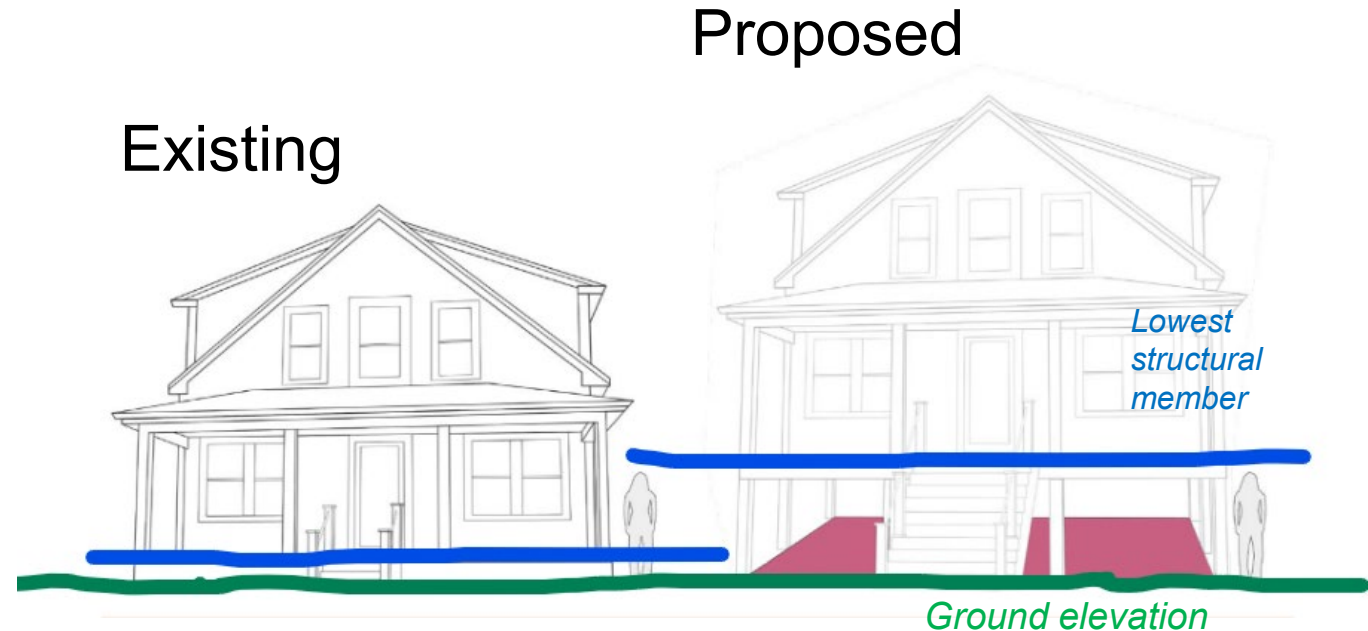 Proposed
Existing
Lowest
structural
member
Ground elevation